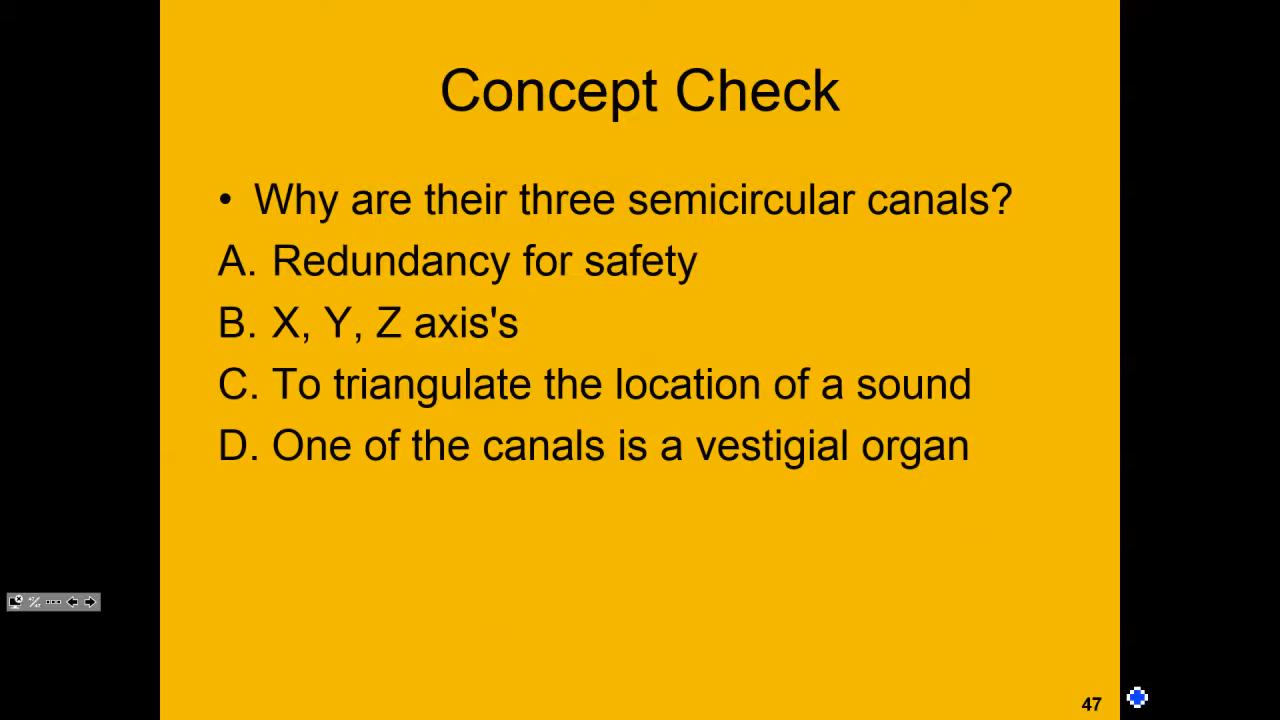 Concept Check
• Why are their three semicircular canals?
A. Redundancy for safety
B. X, Y, Z axis's
C. To triangulate the location of a sound
D. One of the canals is a vestigial organ
47